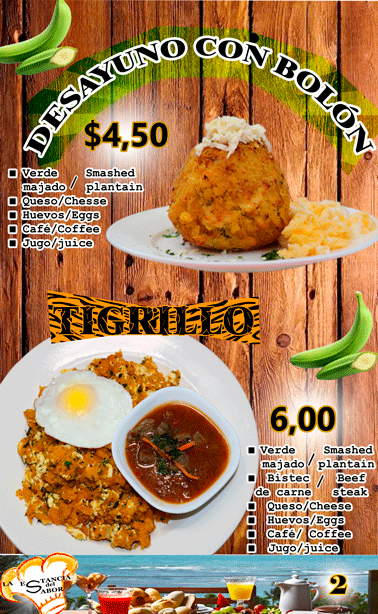 DESAYUNO CON BOLÓN
$4,50
■ Verde majado / Smashed plantain
■ Queso/Chesse
■ Huevos/Eggs
■ Café/Coffee
■ Jugo/juice
TIGRILLO
6,00
■ Verde majado / Smashed plantain
■ Bistec de carne / Beef steak
■ Queso/Cheese
■ Huevos/Eggs
■ Café/ Coffee
■ Jugo/juice
LA ESTANCIA
del
SABOR
2